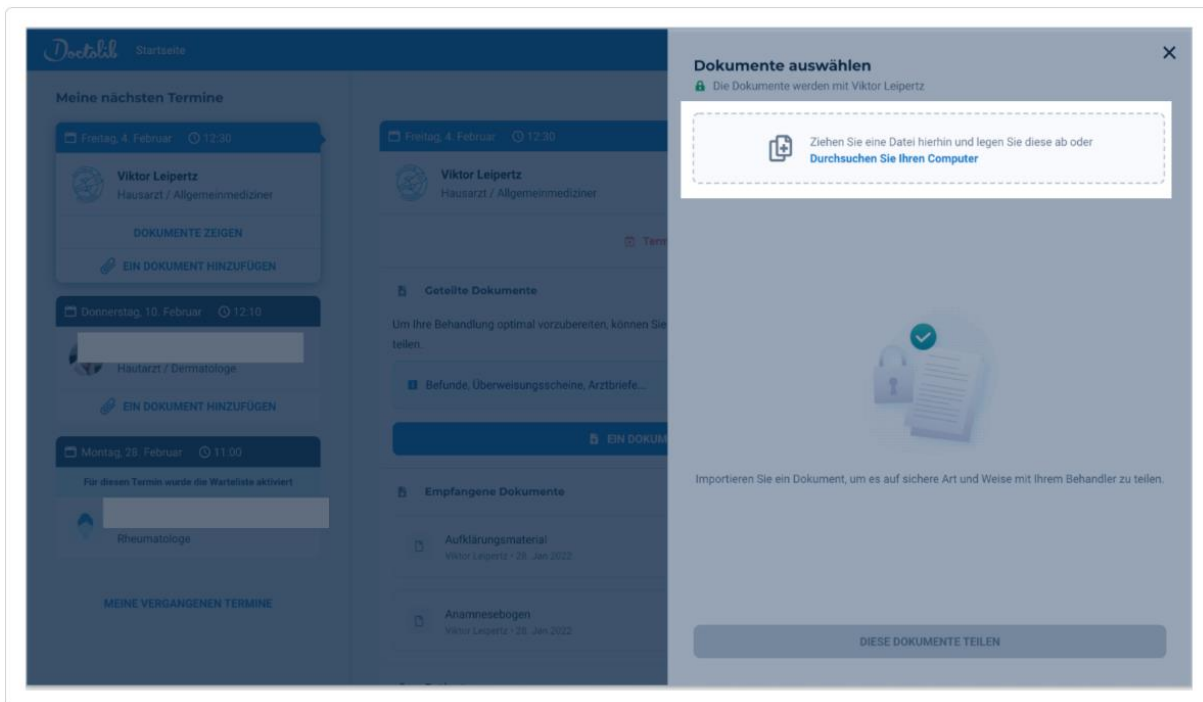 Doctolib Startseite
Meine nächsten Termine
Freitag, 4. Februar 12:30
Viktor Leipertz
Hausarzt / Allgemeinmediziner
DOKUMENTE ZEIGEN
EIN DOKUMENT HINZUFÜGEN
Donnerstag, 10. Februar 12:10
Hautarzt / Dermatologe
EIN DOKUMENT HINZUFÜGEN
Montag, 28. Februar 11:00
Für diesen Termin wurde die Warteliste aktiviert
Rheumatologe
MEINE VERGANGENEN TERMINE
Freitag, 4. Februar 12:30
Viktor Leipertz
Hausarzt / Allgemeinmediziner
Term
Geteilte Dokumente
Um Ihre Behandlung optimal vorzubereiten, können Sie
teilen.
Befunde, Überweisungsscheine, Arztbriefe...
EIN DOKUM
Empfangene Dokumente
Aufklärungsmaterial
Viktor Leipertz · 28. Jan 2022
Anamnesebogen
Viktor Leipertz · 28. Jan 2022
Dokumente auswählen
Die Dokumente werden mit Viktor Leipertz
Ziehen Sie eine Datei hierhin und legen Sie diese ab oder
Durchsuchen Sie Ihren Computer
Importieren Sie ein Dokument, um es auf sichere Art und Weise mit Ihrem Behandler zu teilen.
DIESE DOKUMENTE TEILEN